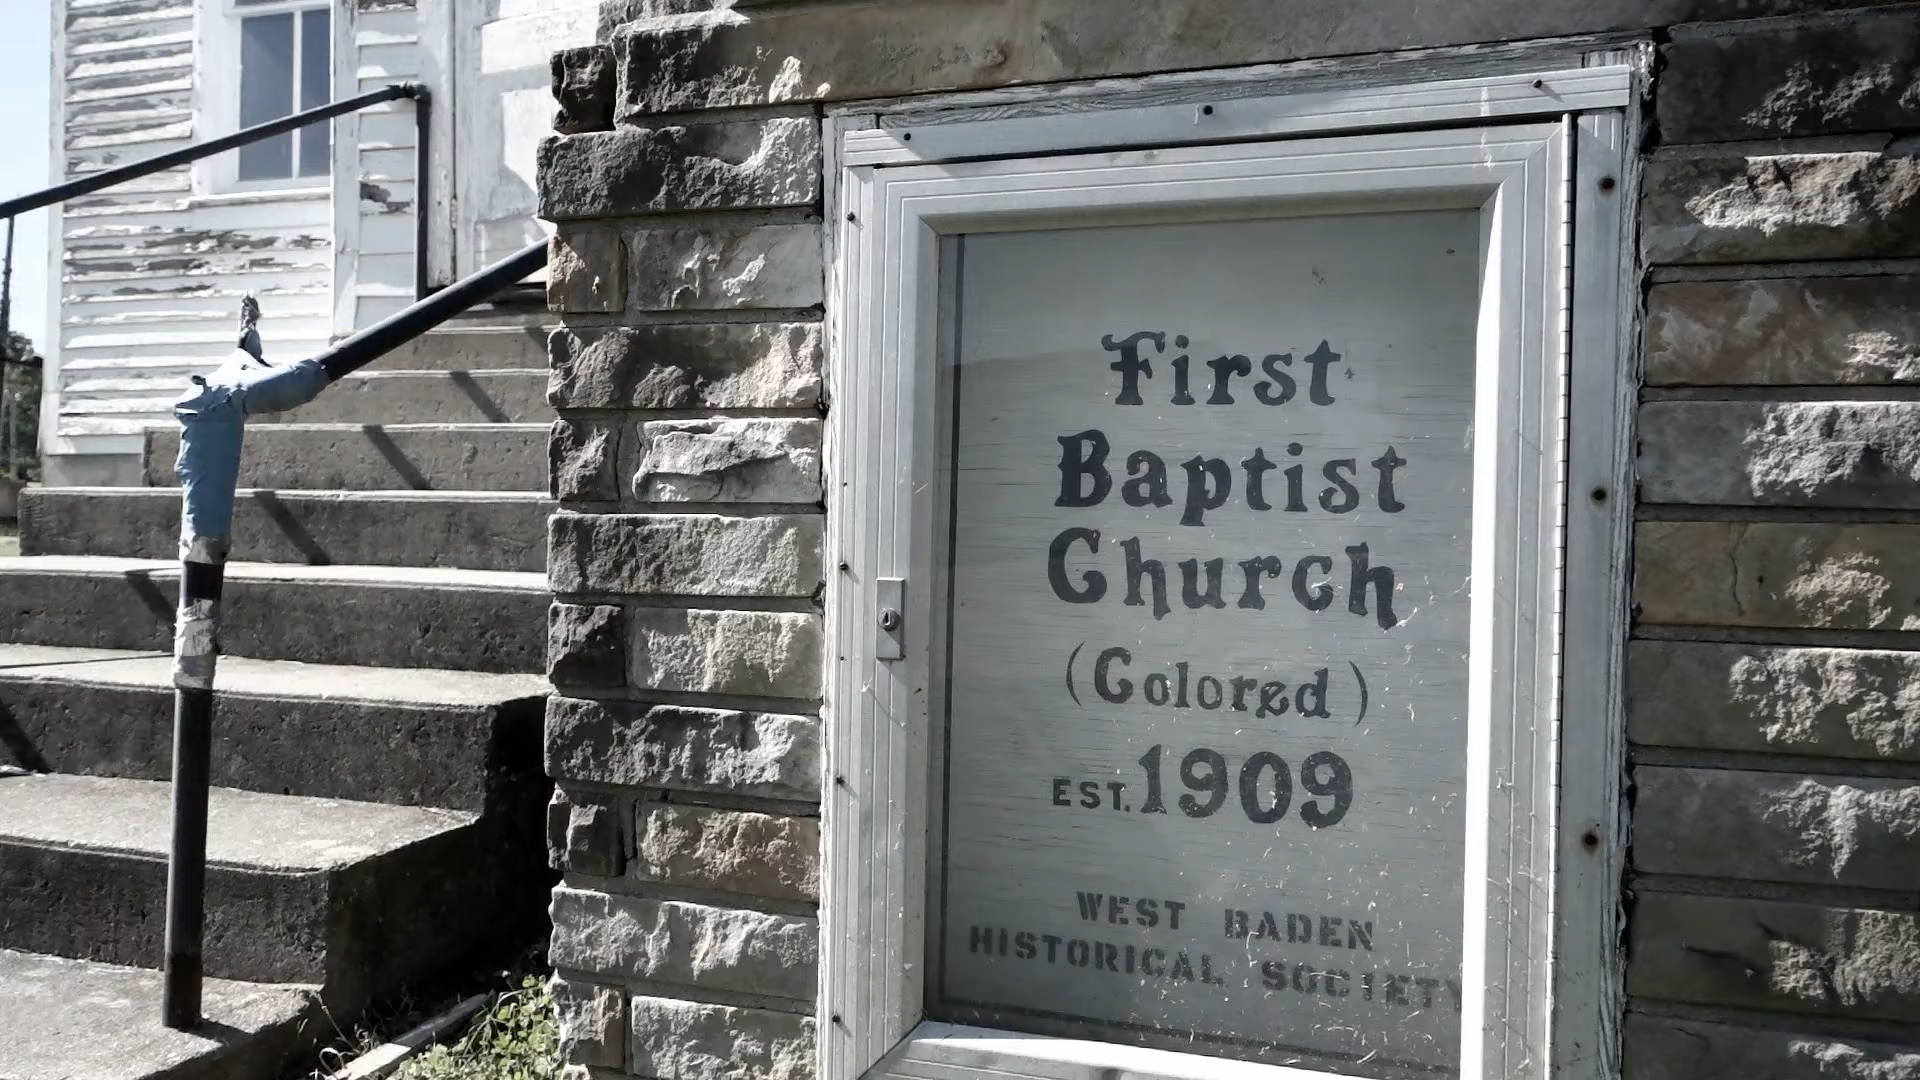 First
Baptist
Church
(Colored)
EST. 1909
WEST BADEN
HISTORICAL SOCIETY